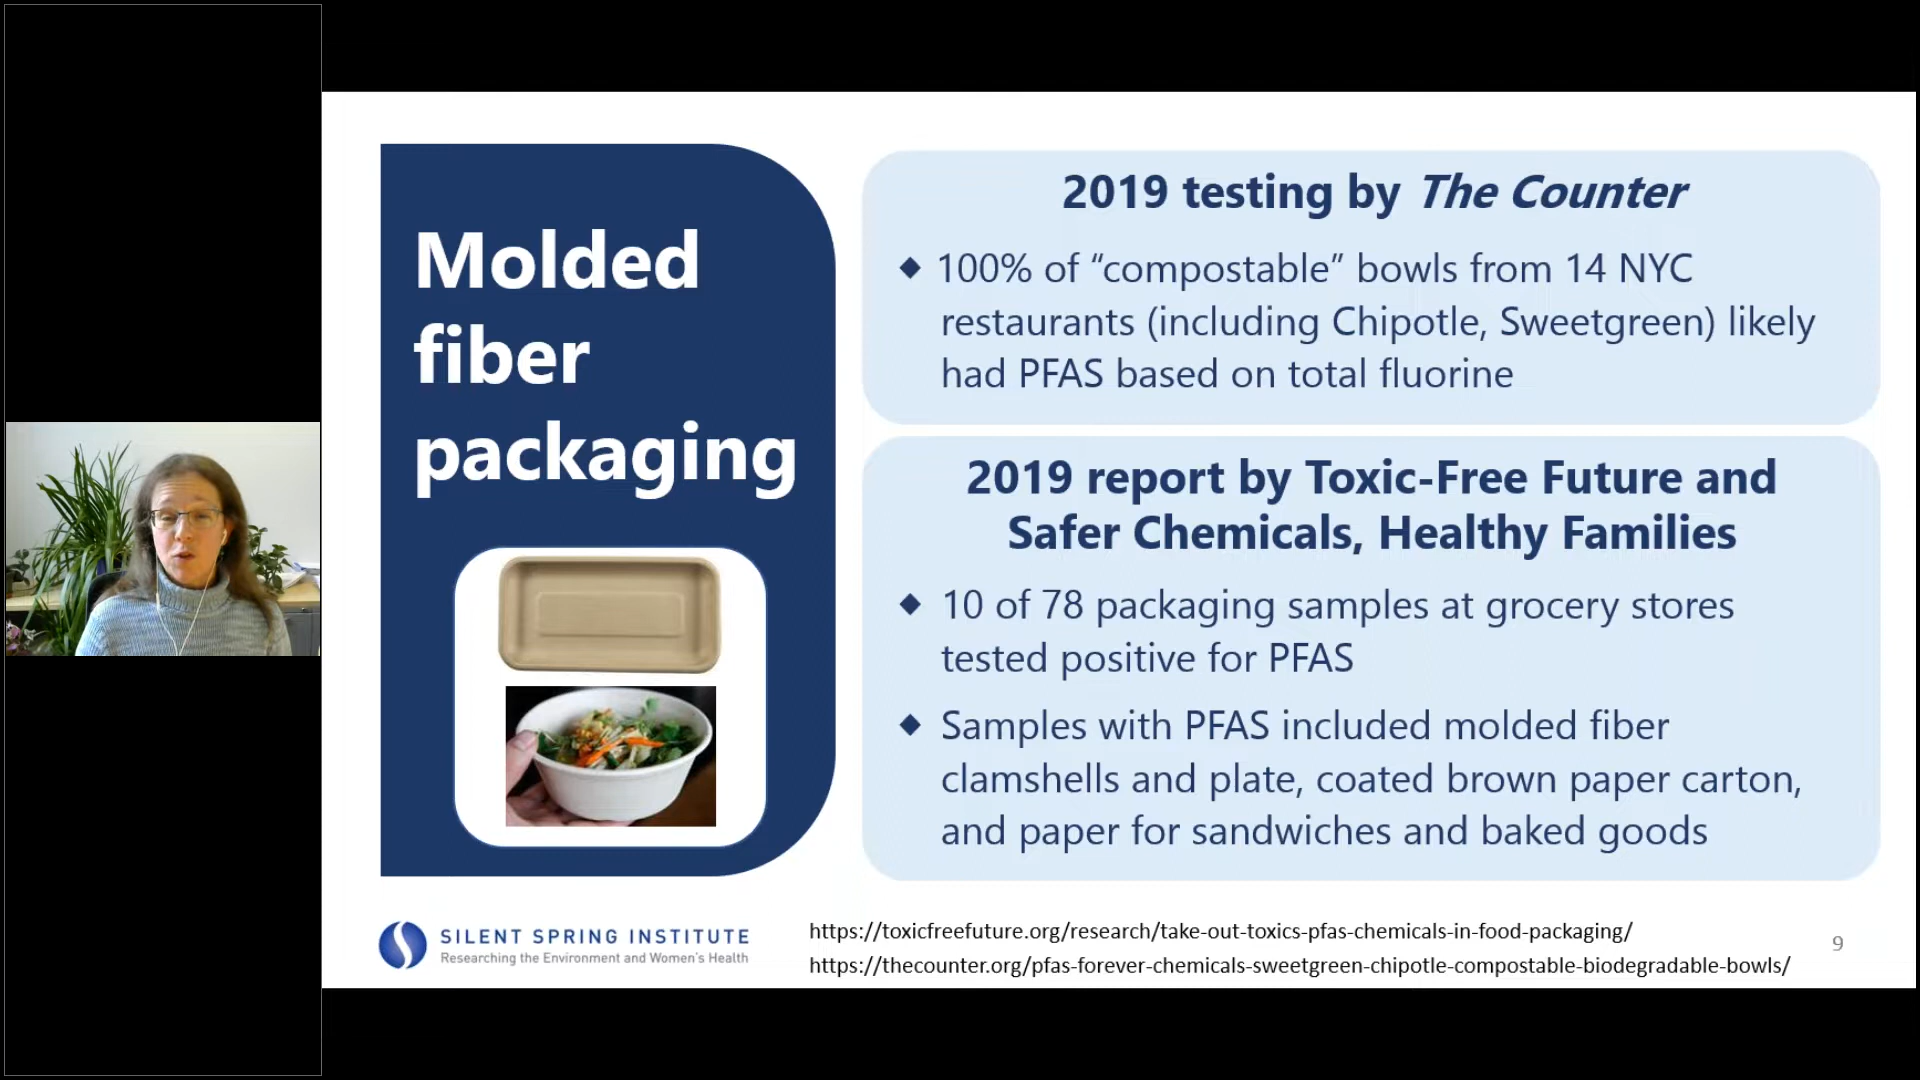 Molded
fiber
packaging
2019 testing by The Counter
◆ 100% of “compostable” bowls from 14 NYC
restaurants (including Chipotle, Sweetgreen) likely
had PFAS based on total fluorine
2019 report by Toxic-Free Future and
Safer Chemicals, Healthy Families
◆ 10 of 78 packaging samples at grocery stores
tested positive for PFAS
◆ Samples with PFAS included molded fiber
clamshells and plate, coated brown paper carton,
and paper for sandwiches and baked goods
SILENT SPRING INSTITUTE
Researching the Environment and Women's Health
https://toxicfreefuture.org/research/take-out-toxics-pfas-chemicals-in-food-packaging/
https://thecounter.org/pfas-forever-chemicals-sweetgreen-chipotle-compostable-biodegradable-bowls/
9